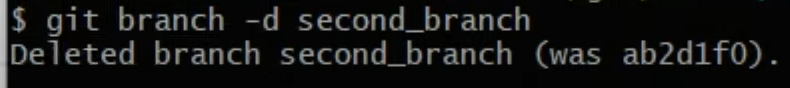 $ git branch -d second_branch
Deleted branch second_branch (was ab2d1f0).